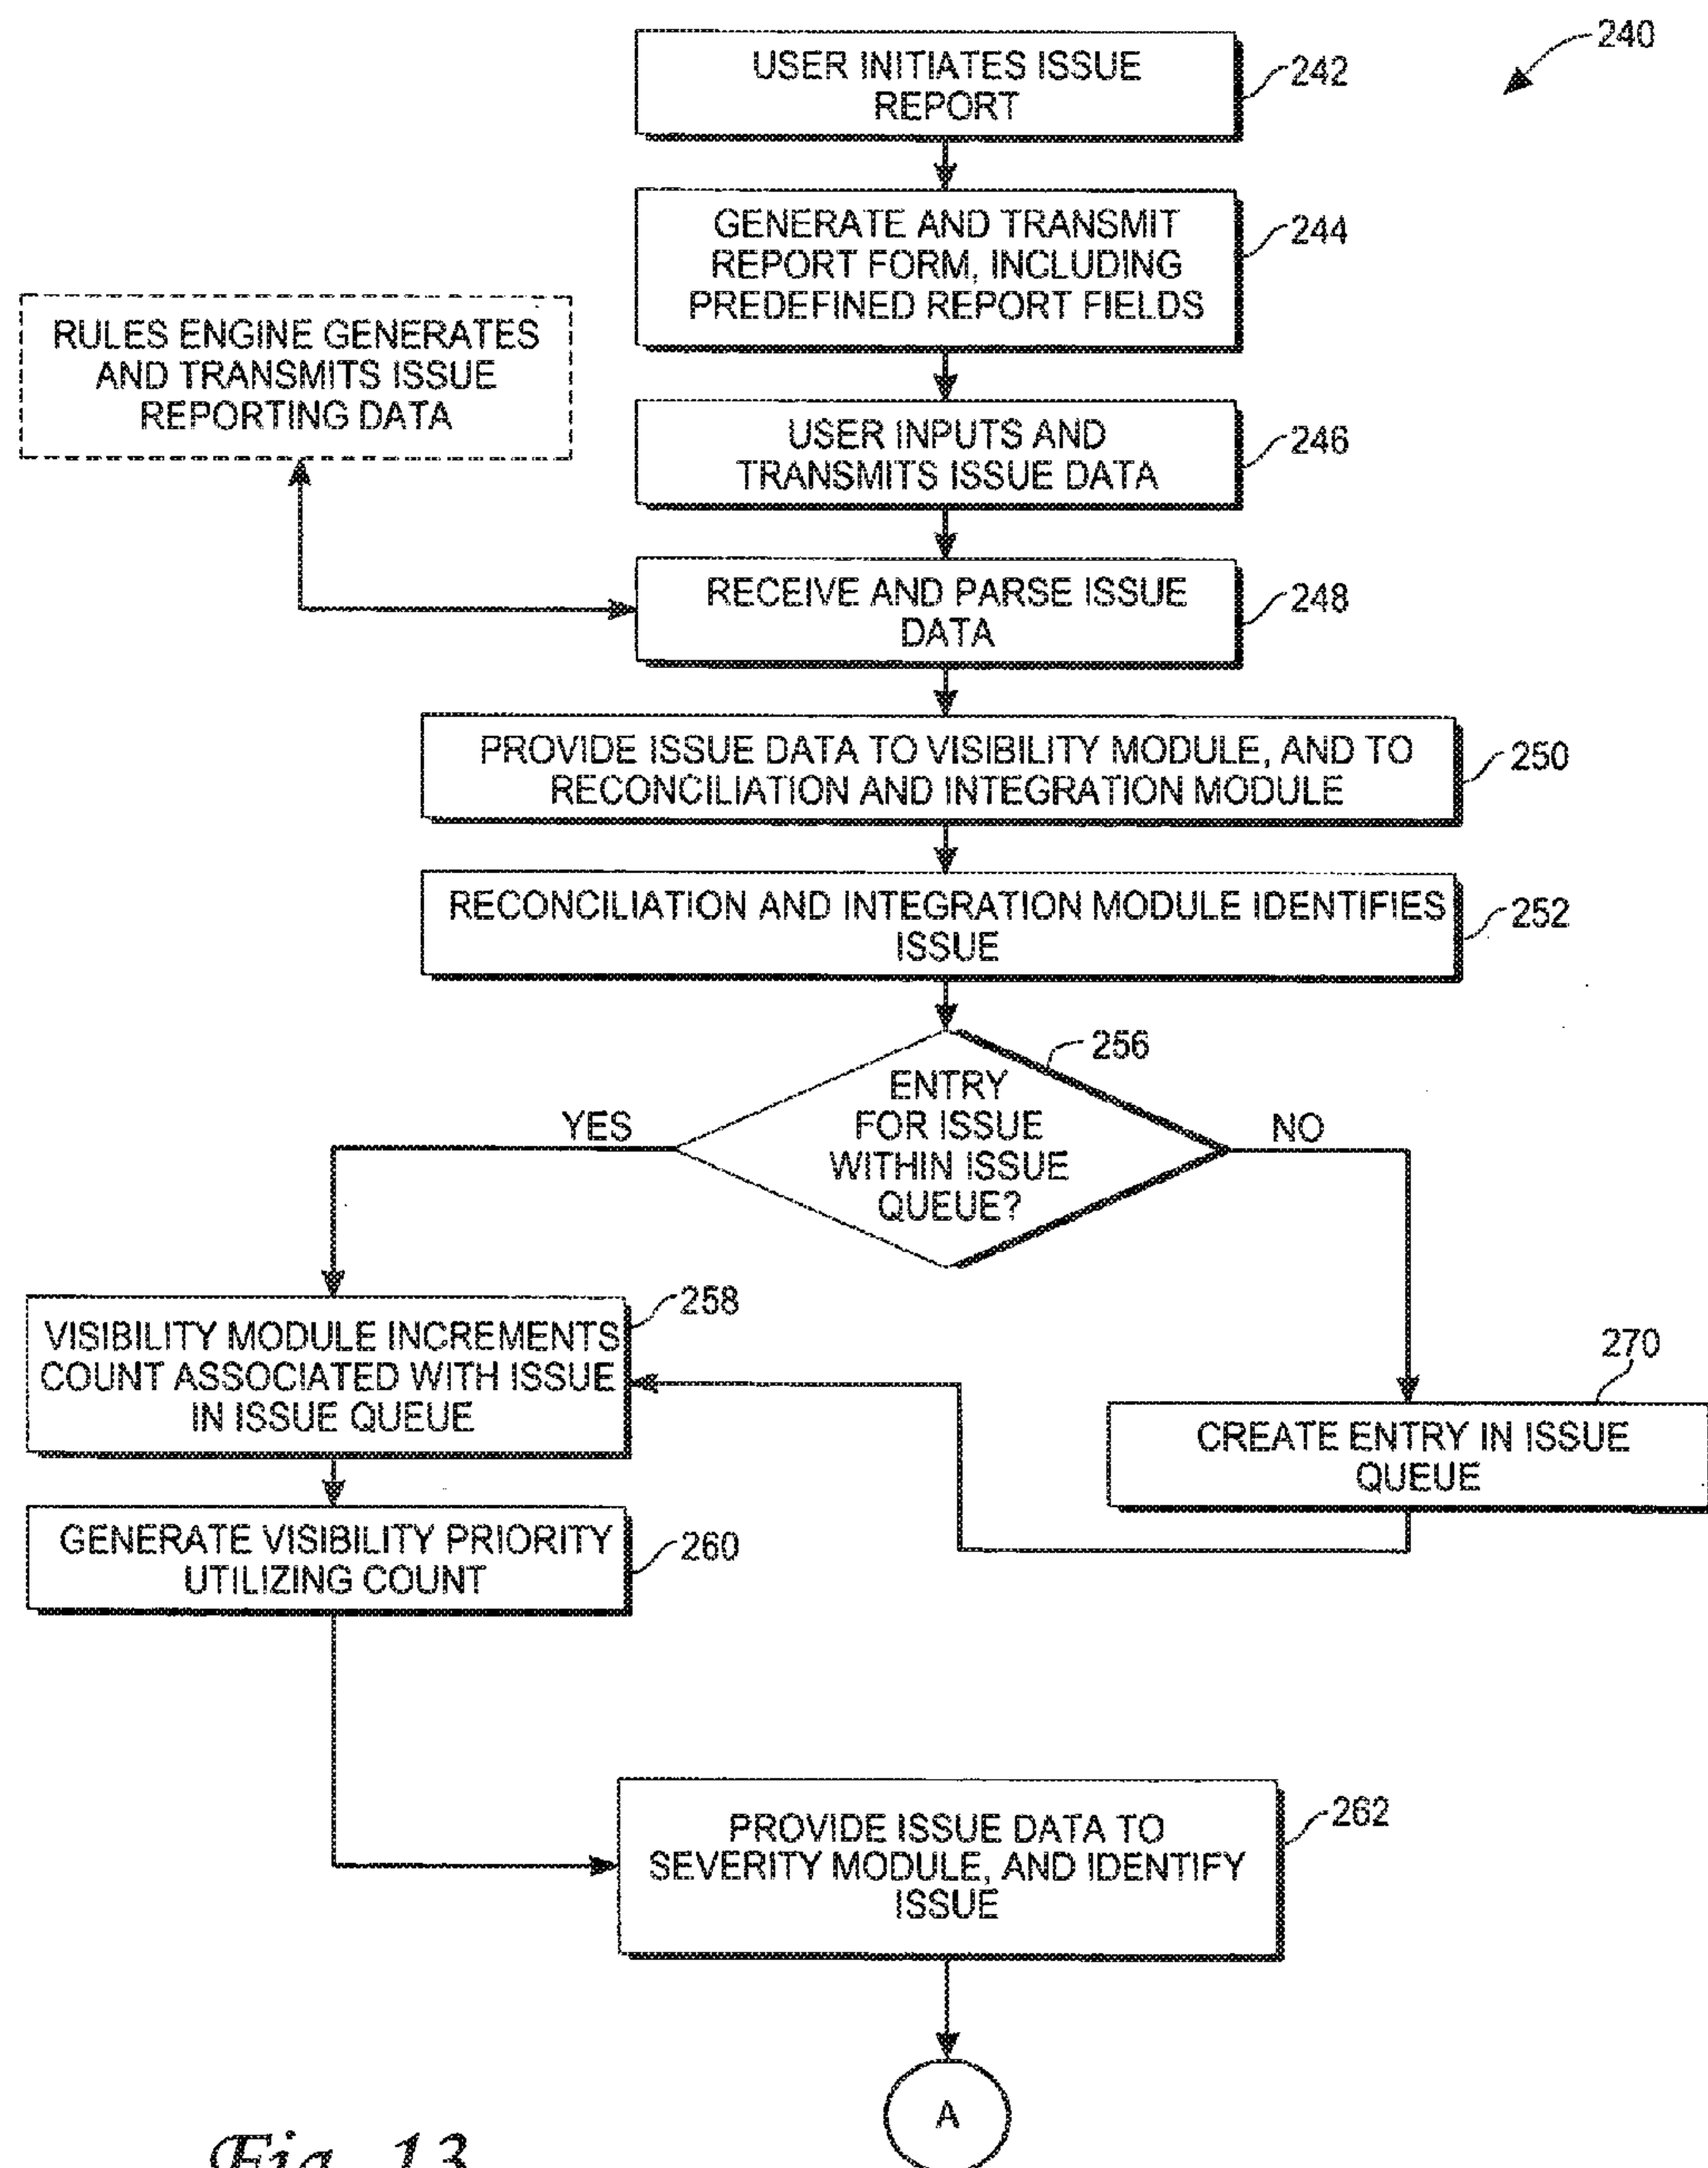 240
USER INITIATES ISSUE
REPORT
242
GENERATE AND TRANSMIT
REPORT FORM, INCLUDING
PREDEFINED REPORT FIELDS
244
RULES ENGINE GENERATES
AND TRANSMITS ISSUE
REPORTING DATA
USER INPUTS AND
TRANSMITS ISSUE DATA
246
RECEIVE AND PARSE ISSUE
DATA
248
PROVIDE ISSUE DATA TO VISIBILITY MODULE, AND TO
RECONCILIATION AND INTEGRATION MODULE
250
RECONCILIATION AND INTEGRATION MODULE IDENTIFIES
ISSUE
252
256
ENTRY
FOR ISSUE
WITHIN ISSUE
QUEUE?
YES
NO
258
VISIBILITY MODULE INCREMENTS
COUNT ASSOCIATED WITH ISSUE
IN ISSUE QUEUE
270
CREATE ENTRY IN ISSUE
QUEUE
GENERATE VISIBILITY PRIORITY
UTILIZING COUNT
260
PROVIDE ISSUE DATA TO
SEVERITY MODULE, AND IDENTIFY
ISSUE
262
A
Fig. 13